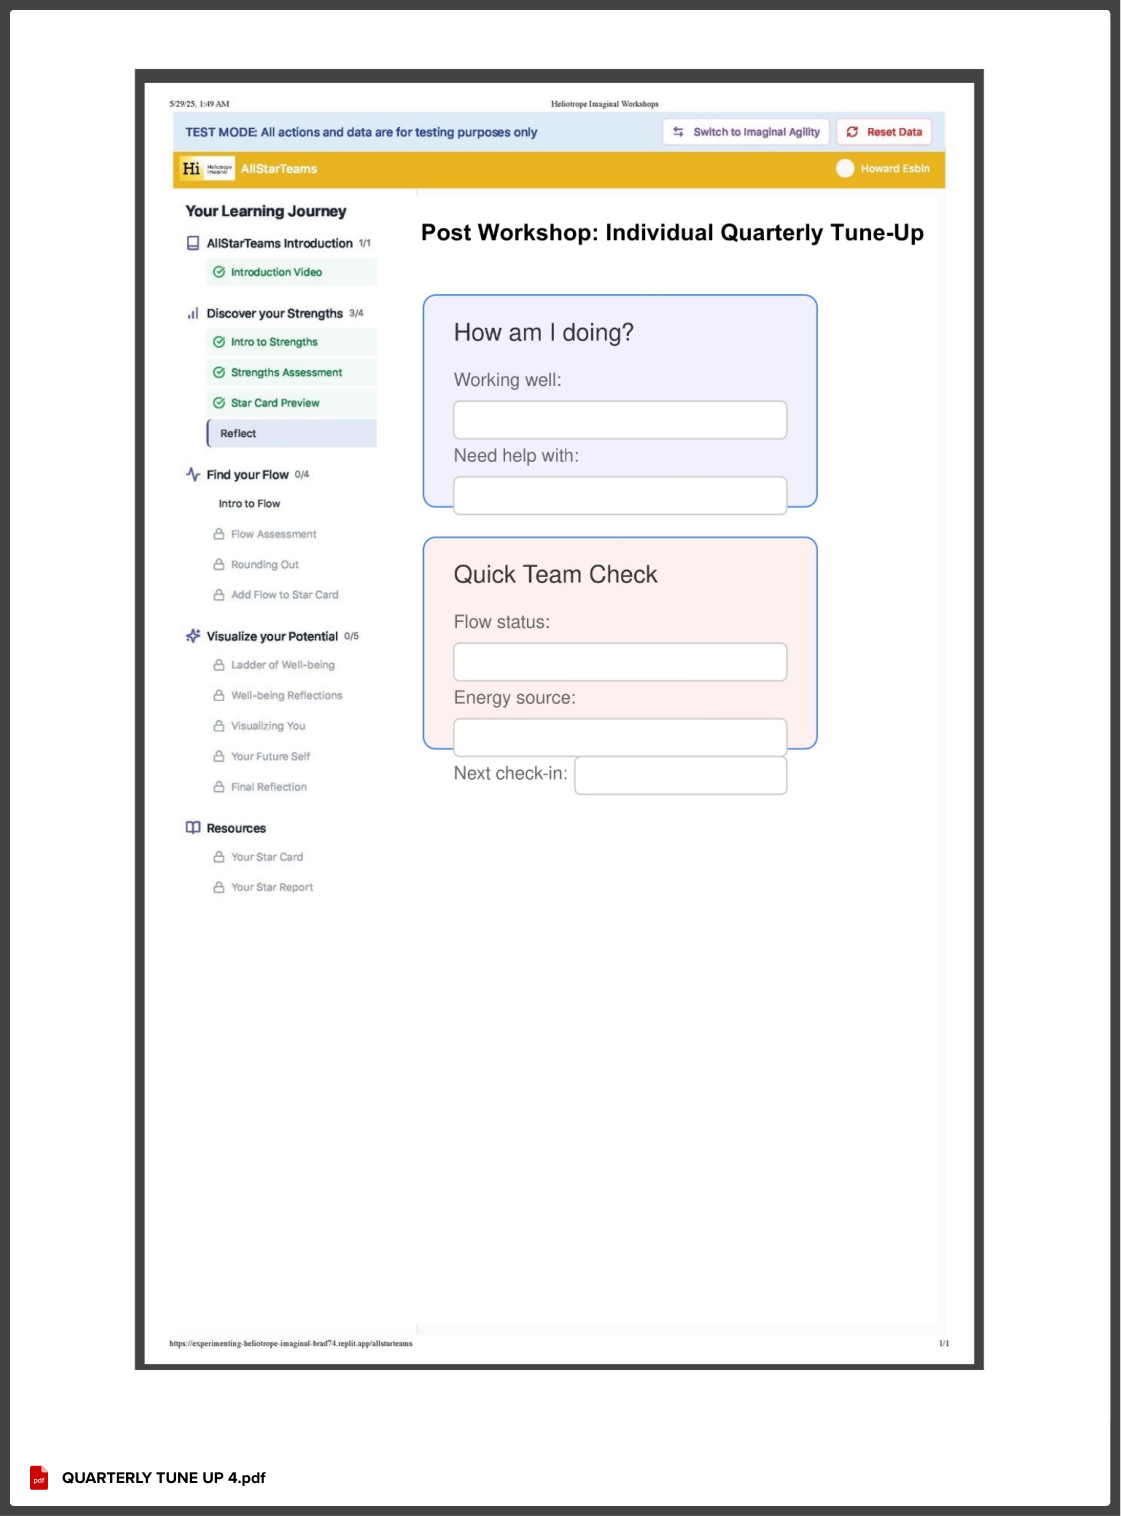 5/29/25, 1:49 AM
Heliotrope Imaginal Workshops
TEST MODE: All actions and data are for testing purposes only
Switch to Imaginal Agility
Reset Data
Hi Heliotrope Imaginal AllStarTeams
Howard Esbin
Your Learning Journey
AllStarTeams Introduction 1/1
Introduction Video
Discover your Strengths 3/4
Intro to Strengths
Strengths Assessment
Star Card Preview
Reflect
Find your Flow 0/4
Intro to Flow
Flow Assessment
Rounding Out
Add Flow to Star Card
Visualize your Potential 0/5
Ladder of Well-being
Well-being Reflections
Visualizing You
Your Future Self
Final Reflection
Resources
Your Star Card
Your Star Report
Post Workshop: Individual Quarterly Tune-Up
How am I doing?
Working well:
Need help with:
Quick Team Check
Flow status:
Energy source:
Next check-in:
https://experimenting-heliotrope-imaginal-brad74.replit.app/allstarteams
1/1
pdf
QUARTERLY TUNE UP 4.pdf